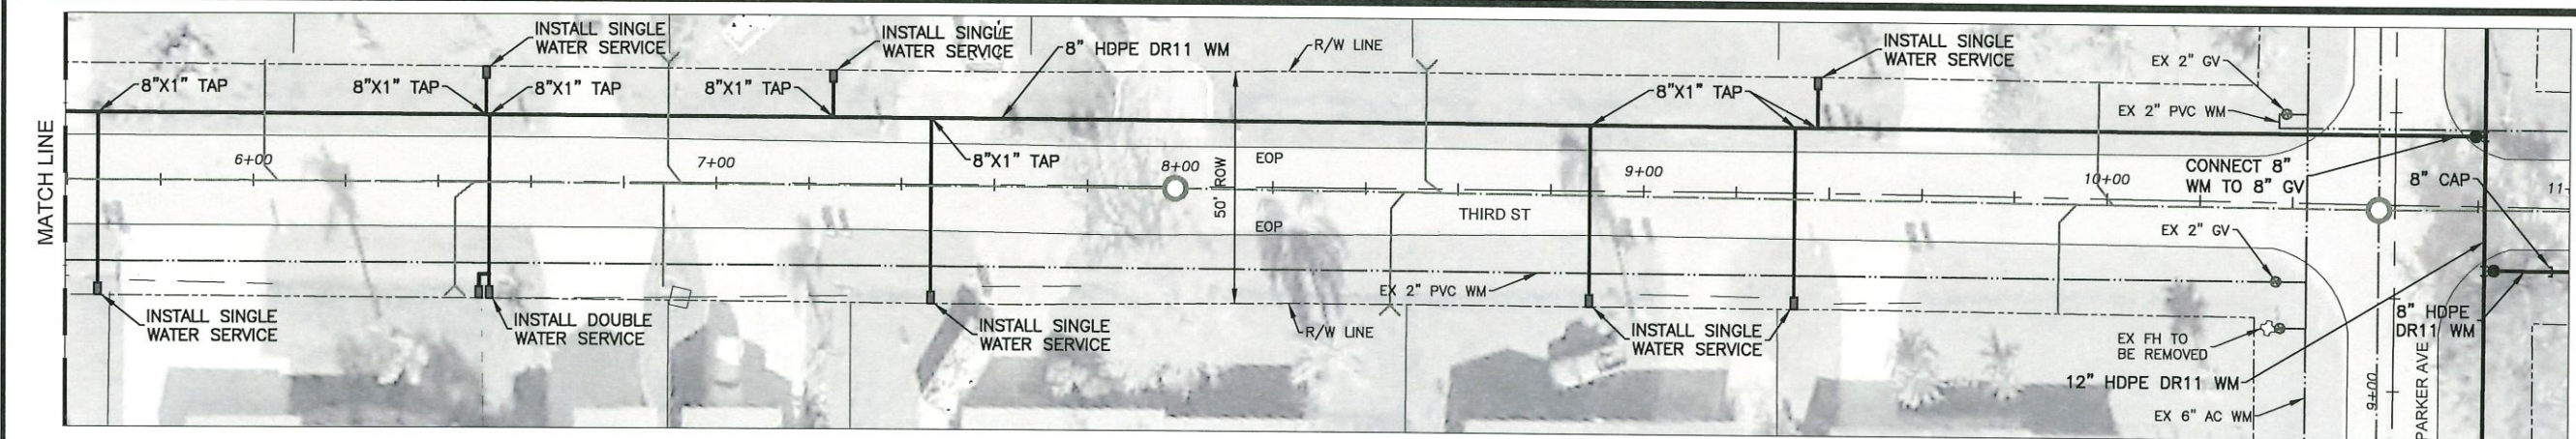 INSTALL SINGLE
WATER SERVICE
INSTALL SINGLE
WATER SERVICE
8" HDPE DR11 WM
R/W LINE
INSTALL SINGLE
WATER SERVICE
EX 2" GV
8"X1" TAP
8"X1" TAP
8"X1" TAP
8"X1" TAP
8"X1" TAP
EX 2" PVC WM
MATCH LINE
6+00
7+00
8"X1" TAP
8+00
50' ROW
EOP
9+00
10+00
CONNECT 8"
WM TO 8" GV
8" CAP
11-
THIRD ST
EOP
EX 2" GV
EX 2" PVC WM
INSTALL SINGLE
WATER SERVICE
INSTALL DOUBLE
WATER SERVICE
INSTALL SINGLE
WATER SERVICE
R/W LINE
INSTALL SINGLE
WATER SERVICE
EX FH TO
BE REMOVED
8" HDPE
DR11 WM
12" HDPE DR11 WM
EX 6" AC WM
9+00
PARKER AVE